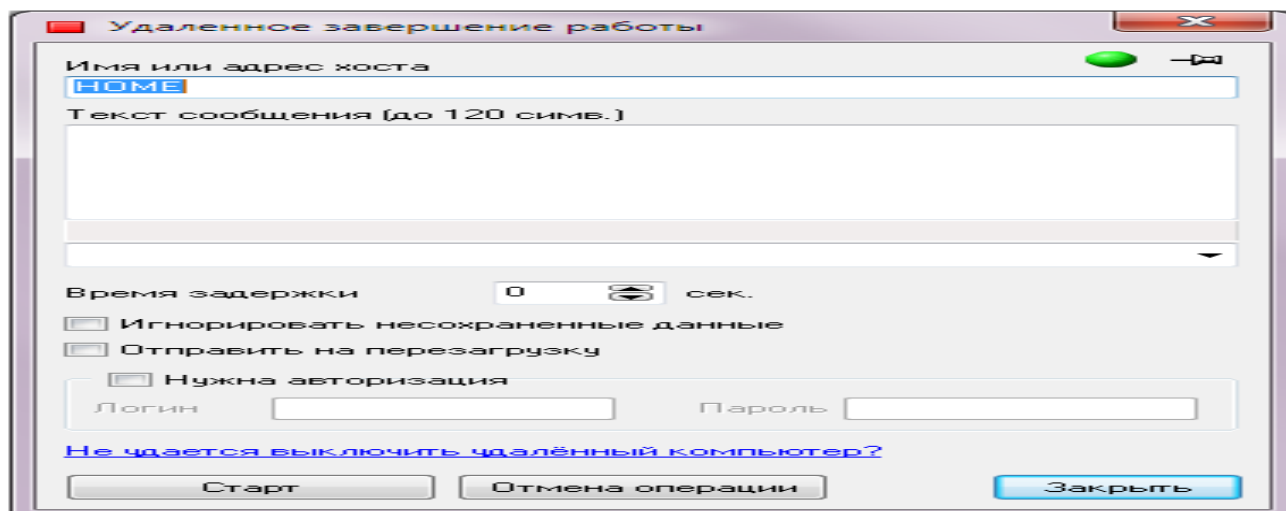 Удаленное завершение работы
Имя или адрес хоста
HOME
Текст сообщения (до 120 симв.)
Время задержки 0 сек.
Игнорировать несохраненные данные
Отправить на перезагрузку
Нужна авторизация
Логин Пароль
Не удается выключить удалённый компьютер?
Старт Отмена операции Закрыть